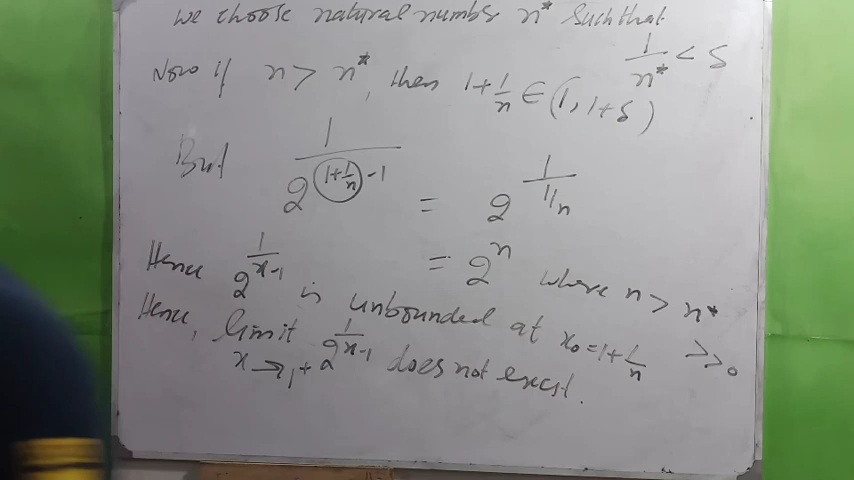 We choose natural number n* such that
1/n* < δ
Now if n > n*, then 1+1/n ∈ (1, 1+δ)
But 2^(1/((1+1/n)-1)) = 2^(1/(1/n))
= 2^n where n > n*
>>0
Hence 2^(1/(x-1)) is unbounded at x₀=1+1/n
Hence, limit x→1+ 2^(1/(x-1)) does not exist.